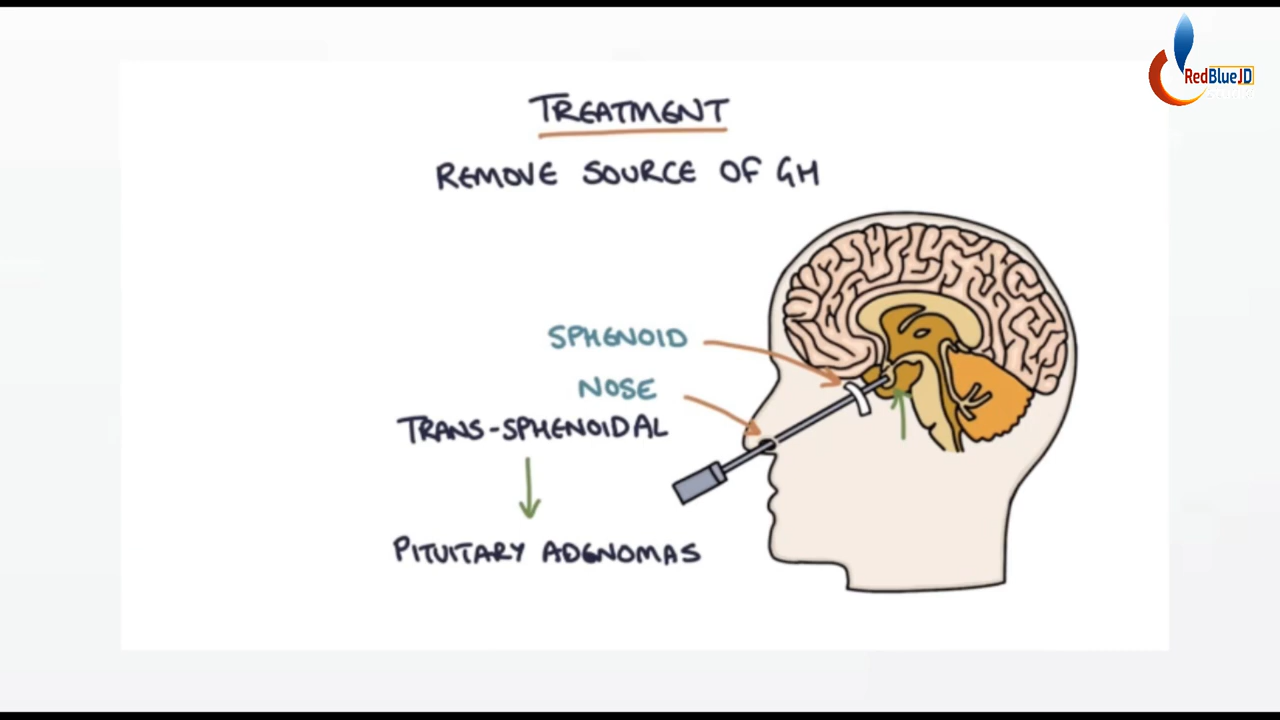 RedBlueJD
TREATMENT
REMOVE SOURCE OF GH
SPHENOID
NOSE
TRANS-SPHENOIDAL
PITUITARY ADENOMAS